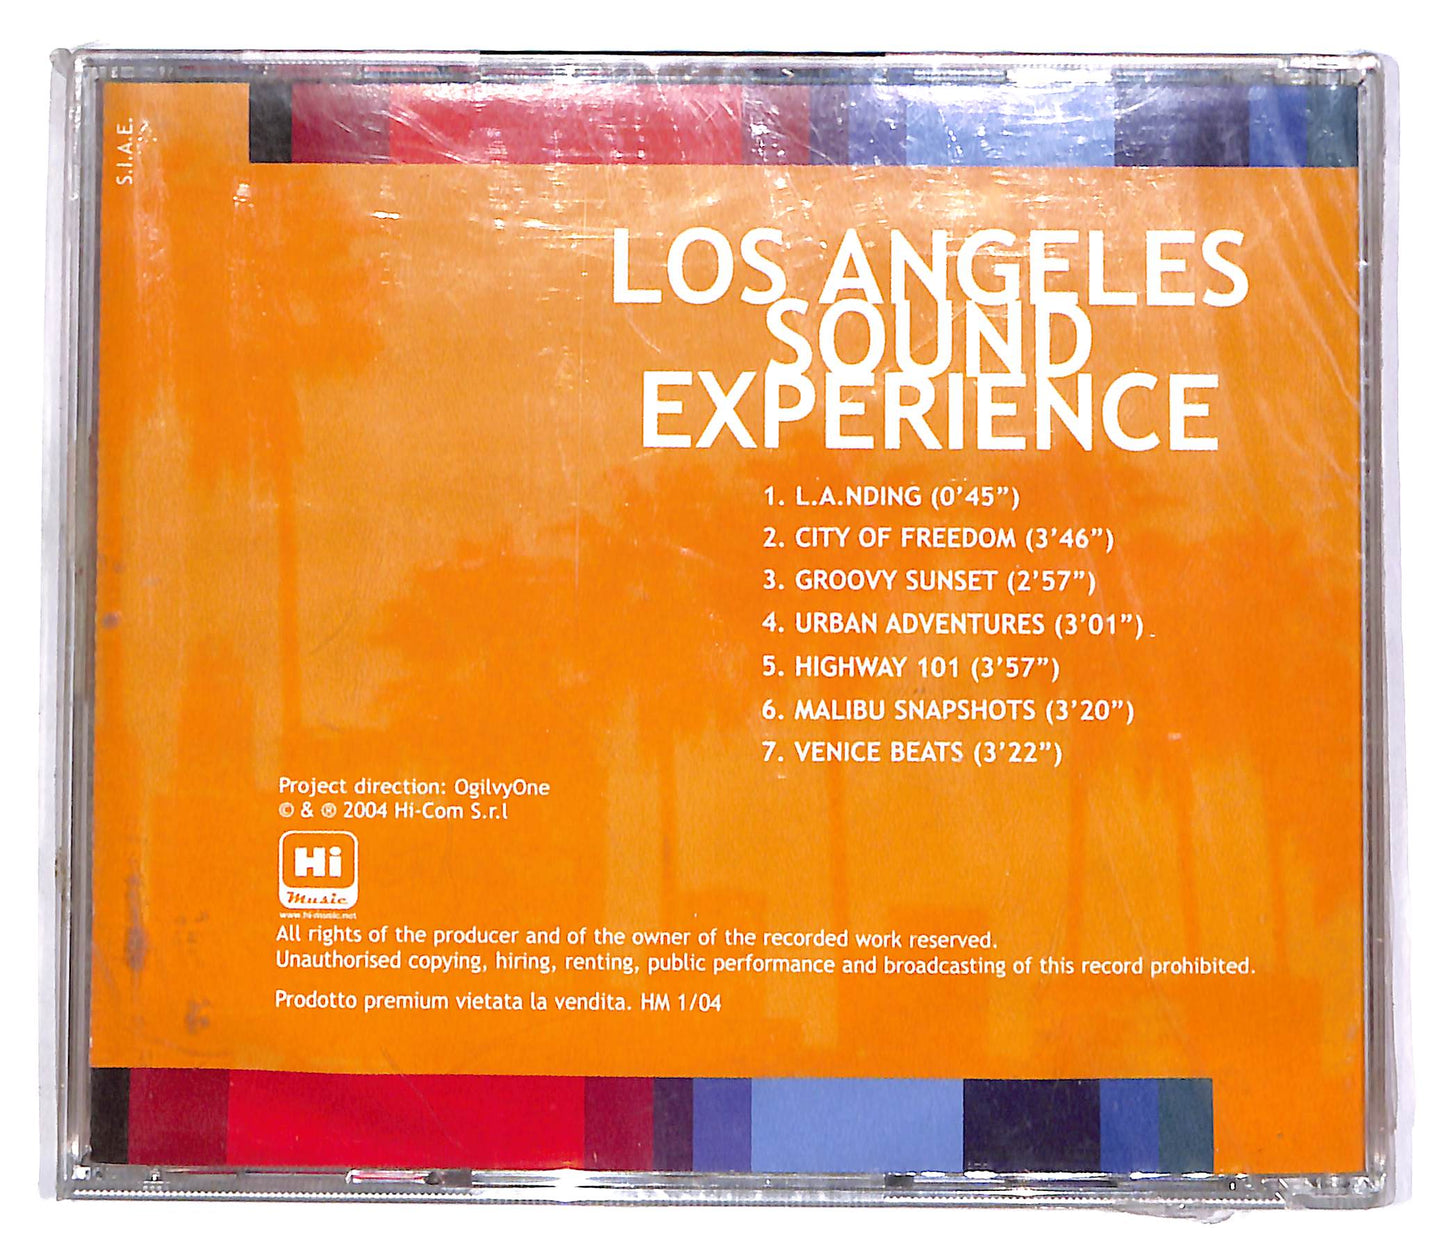 S.I.A.E.
LOS ANGELES
SOUND
EXPERIENCE
1. L.A.NDING (0'45")
2. CITY OF FREEDOM (3'46")
3. GROOVY SUNSET (2'57")
4. URBAN ADVENTURES (3'01")
5. HIGHWAY 101 (3'57")
6. MALIBU SNAPSHOTS (3'20")
7. VENICE BEATS (3'22")
Project direction: OgilvyOne
© & ® 2004 Hi-Com S.r.l
Hi
Music
www.hi-music.net
All rights of the producer and of the owner of the recorded work reserved.
Unauthorised copying, hiring, renting, public performance and broadcasting of this record prohibited.
Prodotto premium vietata la vendita. HM 1/04